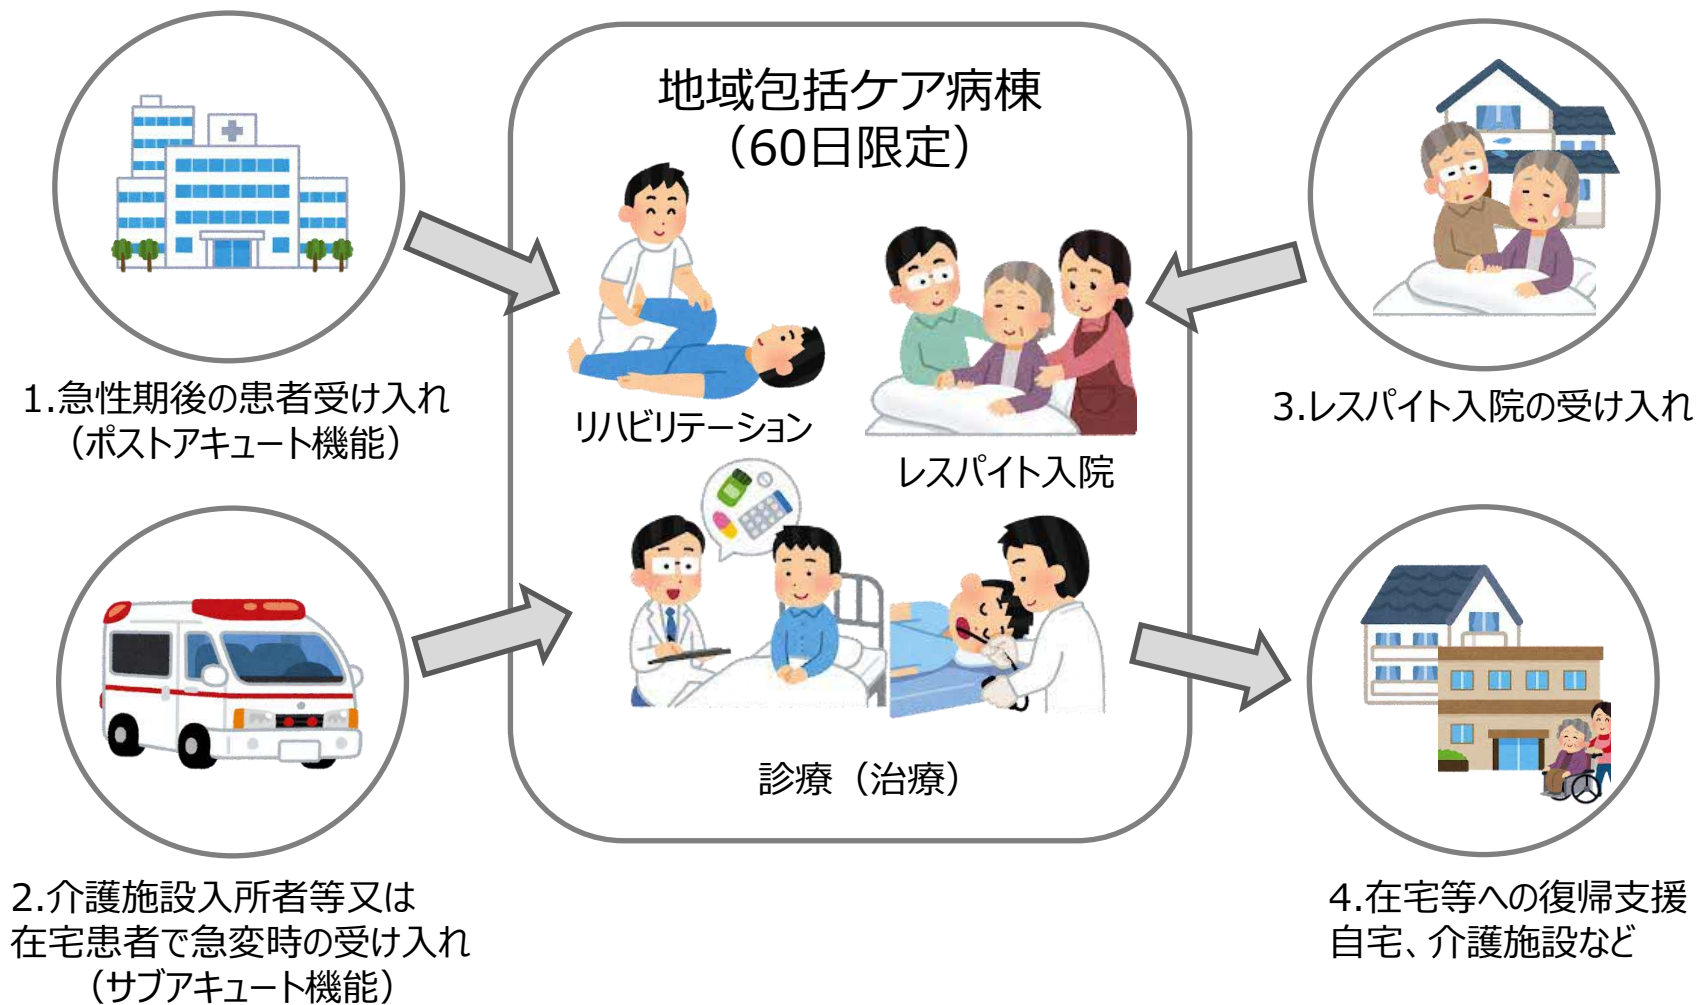 地域包括ケア病棟
（60日限定）
1.急性期後の患者受け入れ
（ポストアキュート機能）
リハビリテーション
レスパイト入院
3.レスパイト入院の受け入れ
診療（治療）
2.介護施設入所者等又は
在宅患者で急変時の受け入れ
（サブアキュート機能）
4.在宅等への復帰支援
自宅、介護施設など